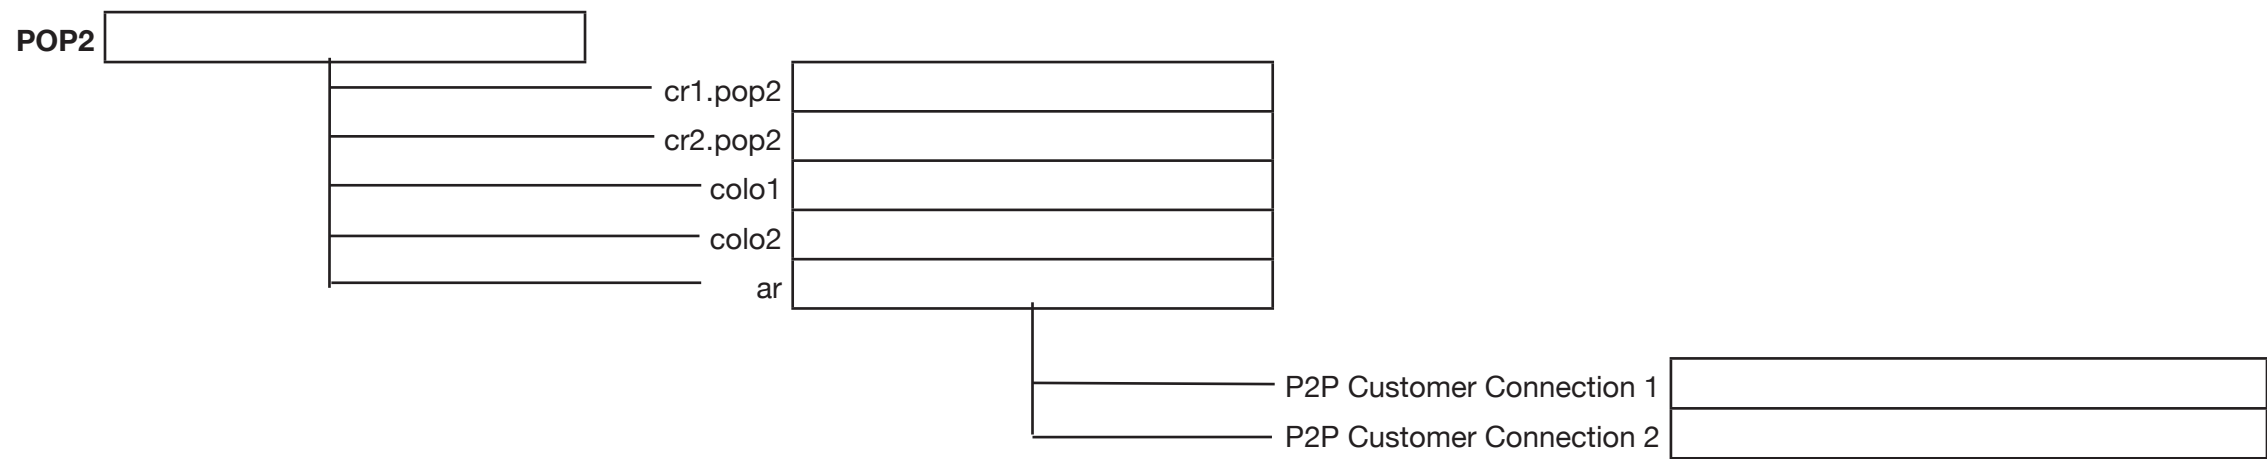 POP2
cr1.pop2
cr2.pop2
colo1
colo2
ar
P2P Customer Connection 1
P2P Customer Connection 2